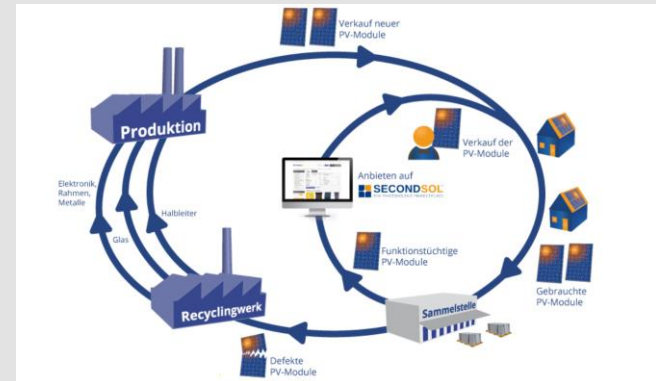 Verkauf neuer
PV-Module
Produktion
Verkauf der
PV-Module
Anbieten auf
SECONDSOL
Elektronik,
Rahmen,
Metalle
Halbleiter
Glas
Funktionstüchtige
PV-Module
Gebrauchte
PV-Module
Recyclingwerk
Sammelstelle
Defekte
PV-Module